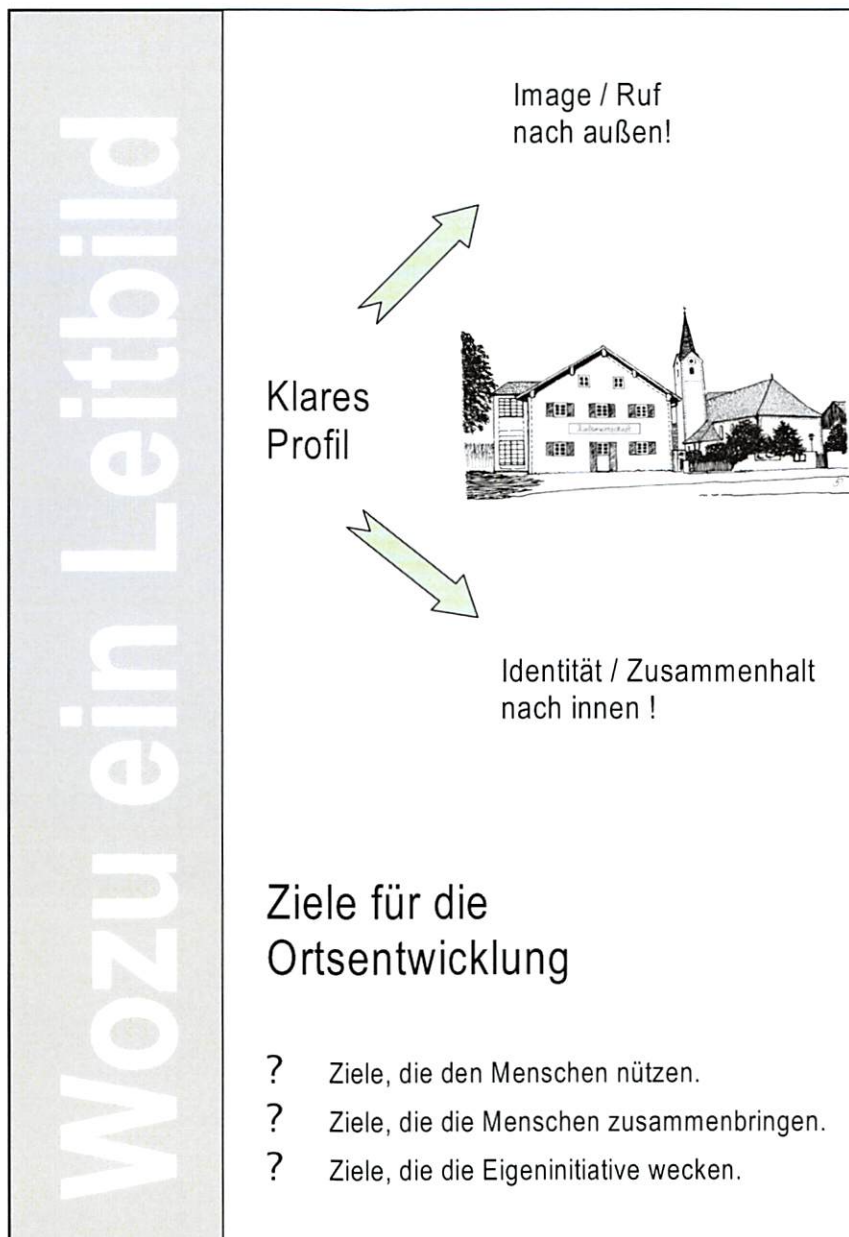 Wozu ein Leitbild
Image / Ruf
nach außen!
Klares
Profil
Identität / Zusammenhalt
nach innen !
Ziele für die
Ortsentwicklung
? Ziele, die den Menschen nützen.
? Ziele, die die Menschen zusammenbringen.
? Ziele, die die Eigeninitiative wecken.